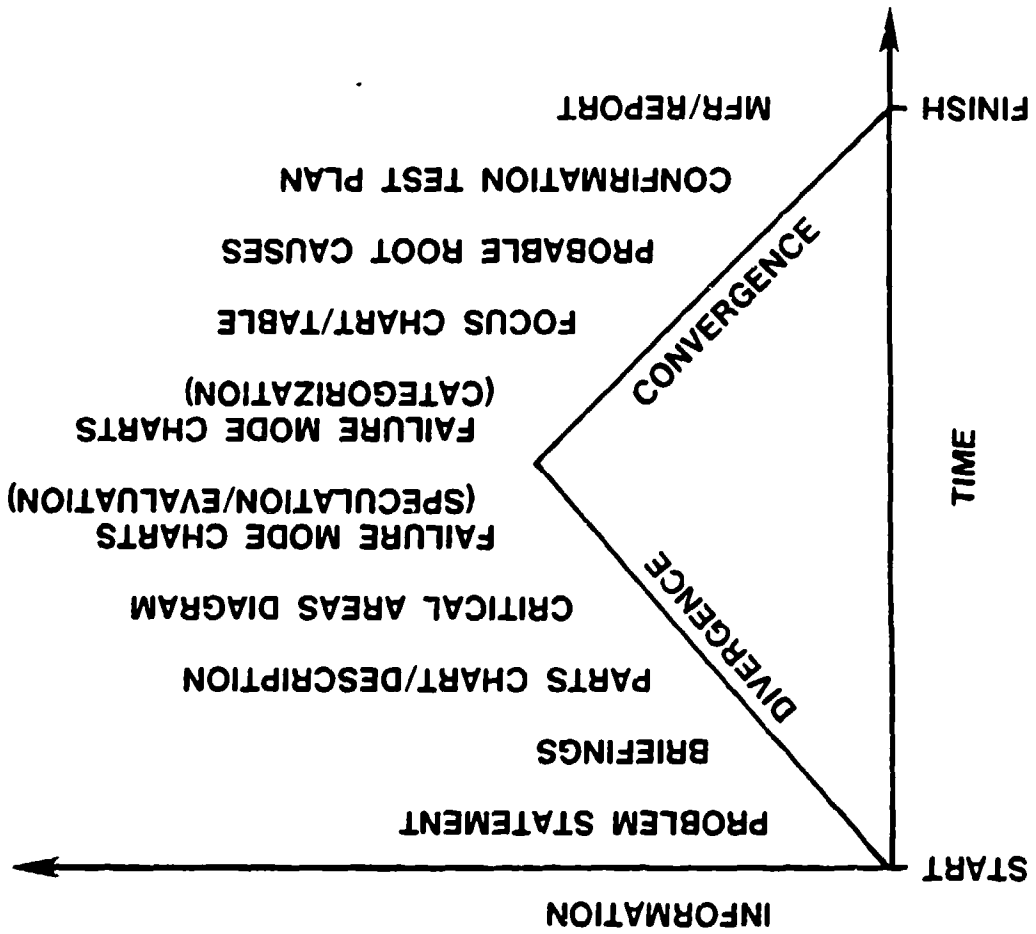 INFORMATION
START
PROBLEM STATEMENT
BRIEFINGS
PARTS CHART/DESCRIPTION
CRITICAL AREAS DIAGRAM
FAILURE MODE CHARTS
(SPECULATION/EVALUATION)
FAILURE MODE CHARTS
(CATEGORIZATION)
FOCUS CHART/TABLE
PROBABLE ROOT CAUSES
CONFIRMATION TEST PLAN
MFR/REPORT
DIVERGENCE
CONVERGENCE
TIME
FINISH